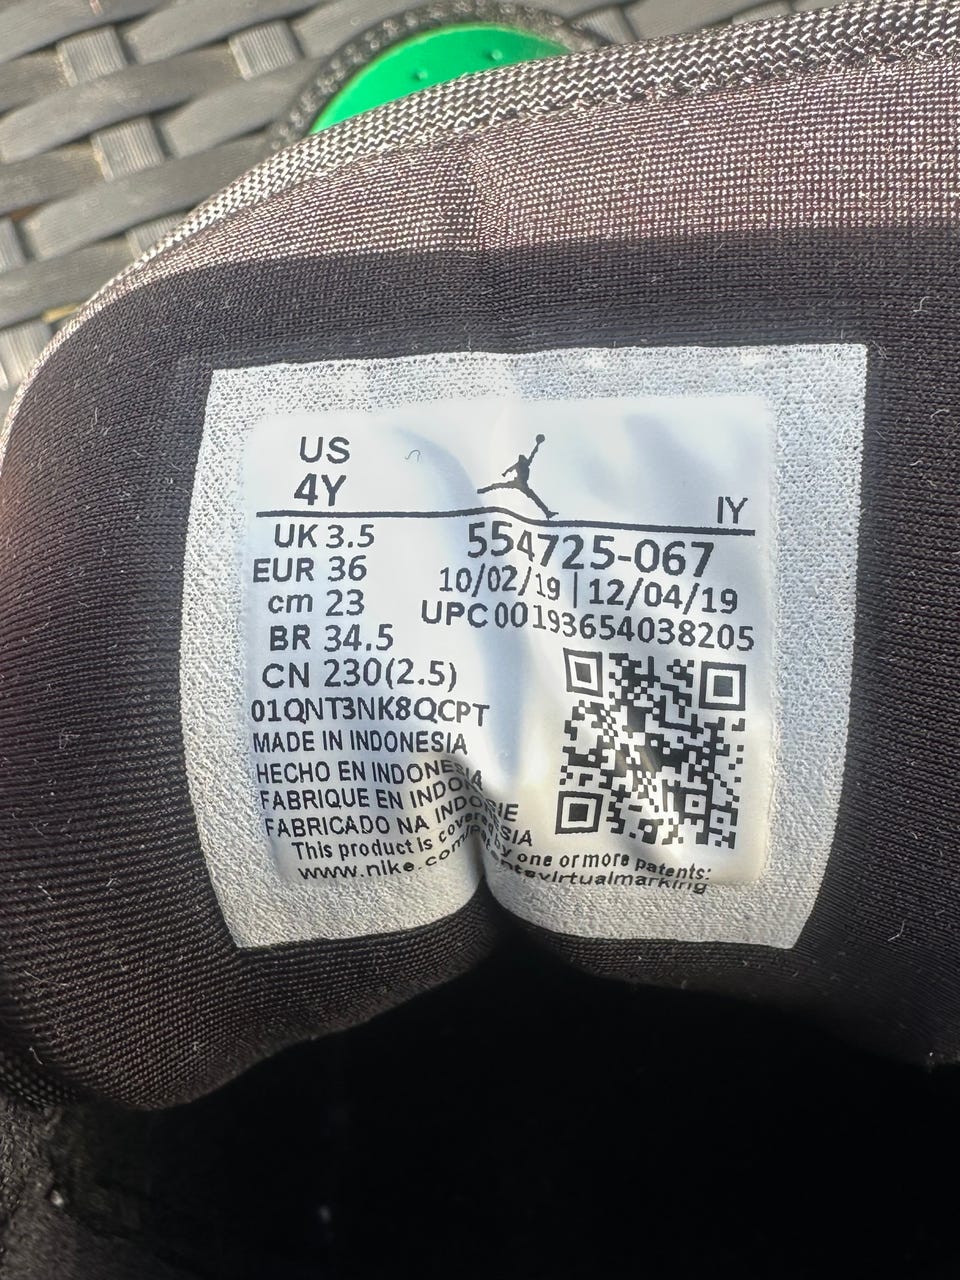 US
4Y
IY
UK 3.5
EUR 36
cm 23
BR 34.5
CN 230(2.5)
554725-067
10/02/19 | 12/04/19
UPC 00193654038205
01QNT3NK8QCPT
MADE IN INDONESIA
HECHO EN INDONESIA
FABRIQUE EN INDONESIE
FABRICADO NA INDONESIA
This product is covered by one or more patents:
www.nike.com/patentsvirtualmarking